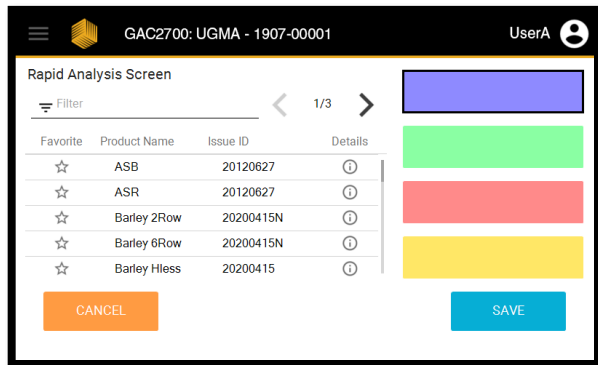 GAC2700: UGMA - 1907-00001 UserA
Rapid Analysis Screen
Filter 1/3
Favorite Product Name Issue ID Details
ASB 20120627
ASR 20120627
Barley 2Row 20200415N
Barley 6Row 20200415N
Barley Hless 20200415
CANCEL SAVE